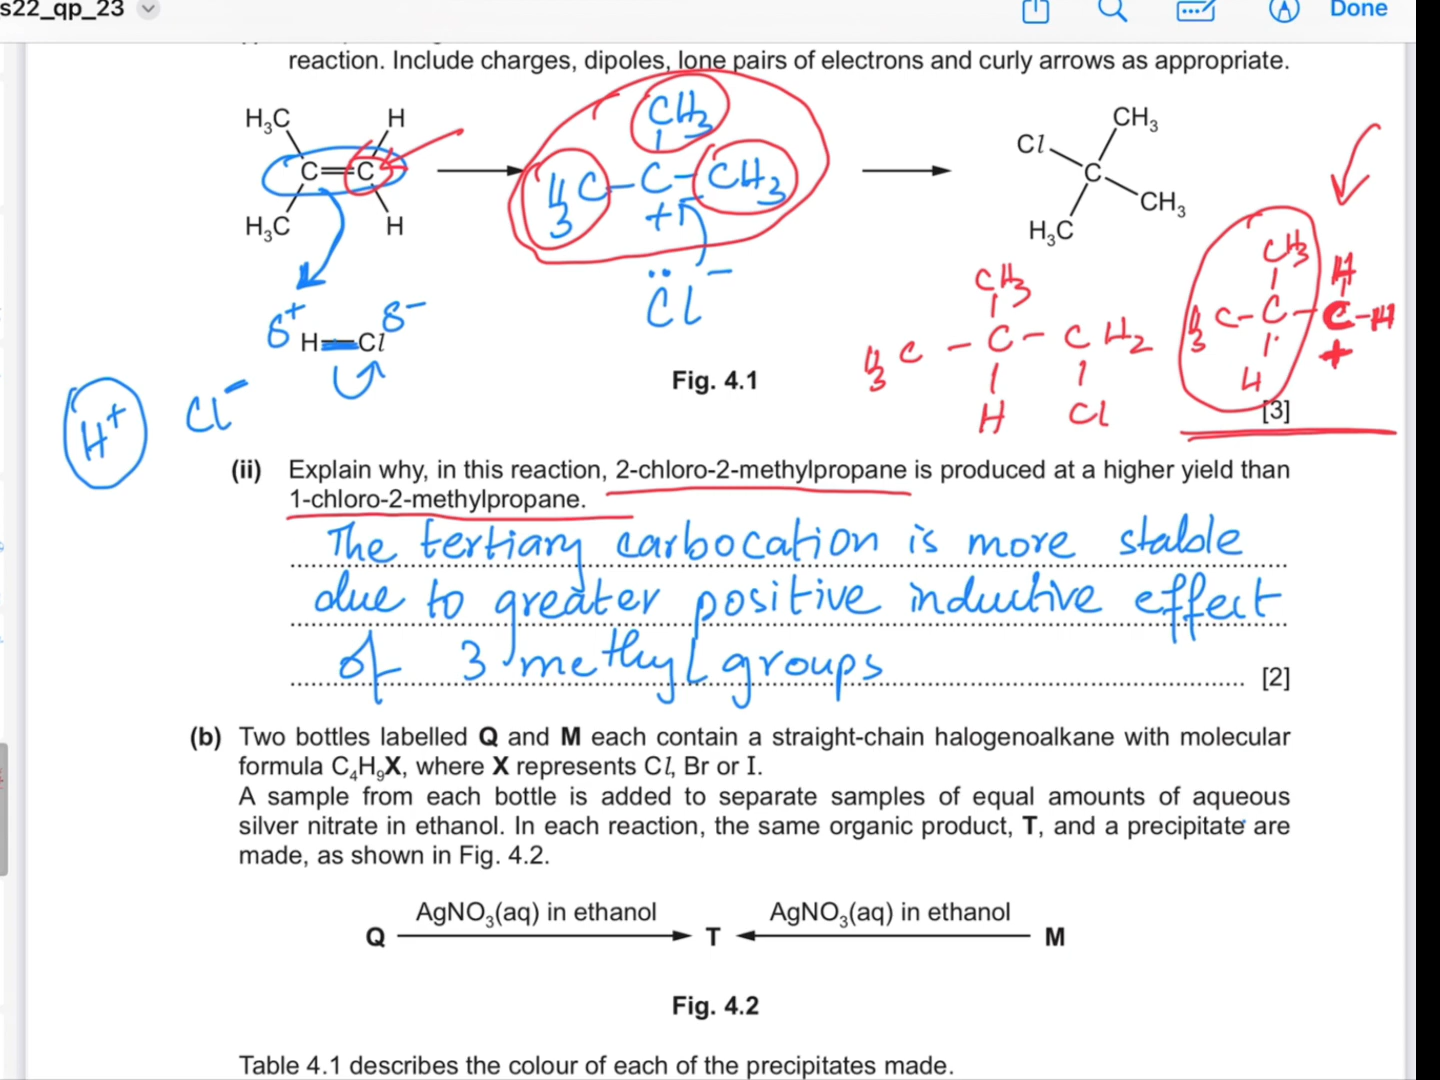 s22_qp_23
Done
reaction. Include charges, dipoles, lone pairs of electrons and curly arrows as appropriate.
H₃C H
C=C
H₃C H
δ+ H–Cl δ−
H+ Cl−
CH₃
H₃C–C–CH₃
+
:Cl−
CH₃
Cl C
CH₃
H₃C
CH₃
H₃C–C–CH₂
H Cl
CH₃ H
H₃C–C–C–H
H +
Fig. 4.1
[3]
(ii) Explain why, in this reaction, 2-chloro-2-methylpropane is produced at a higher yield than
1-chloro-2-methylpropane.
The tertiary carbocation is more stable
due to greater positive inductive effect
of 3 methyl groups
[2]
(b) Two bottles labelled Q and M each contain a straight-chain halogenoalkane with molecular
formula C₄H₉X, where X represents Cl, Br or I.
A sample from each bottle is added to separate samples of equal amounts of aqueous
silver nitrate in ethanol. In each reaction, the same organic product, T, and a precipitate are
made, as shown in Fig. 4.2.
AgNO₃(aq) in ethanol AgNO₃(aq) in ethanol
Q T M
Fig. 4.2
Table 4.1 describes the colour of each of the precipitates made.